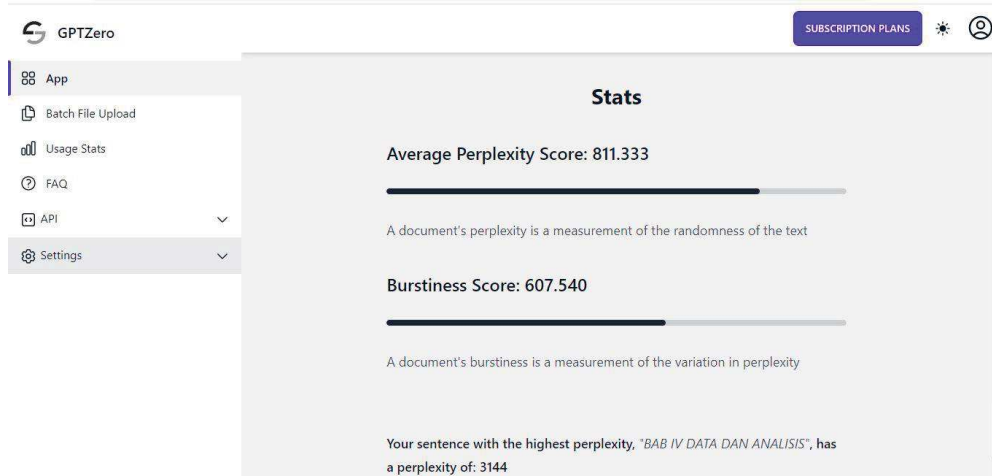 GPTZero
SUBSCRIPTION PLANS
App
Batch File Upload
Usage Stats
FAQ
API
Settings
Stats
Average Perplexity Score: 811.333
A document's perplexity is a measurement of the randomness of the text
Burstiness Score: 607.540
A document's burstiness is a measurement of the variation in perplexity
Your sentence with the highest perplexity, "BAB IV DATA DAN ANALISIS", has
a perplexity of: 3144